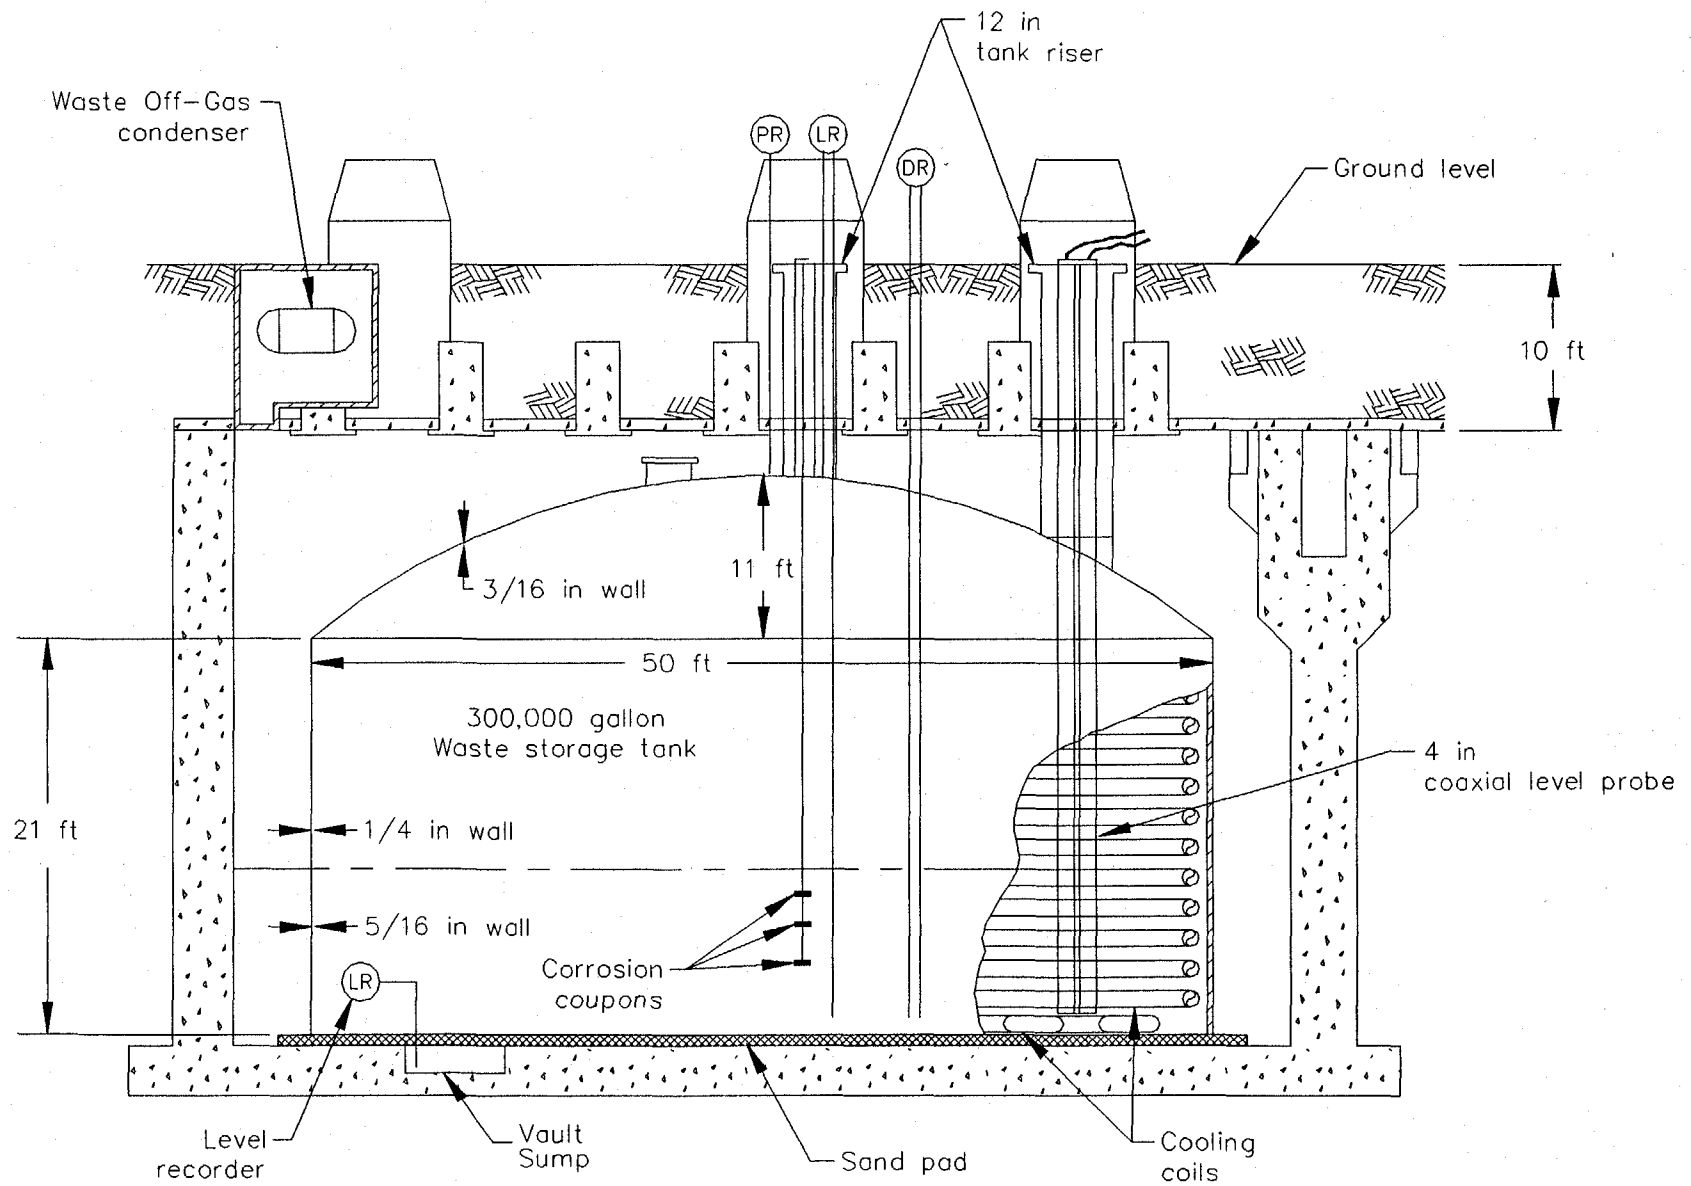 12 in
tank riser
Waste Off-Gas
condenser
PR
LR
DR
Ground level
10 ft
11 ft
3/16 in wall
50 ft
300,000 gallon
Waste storage tank
4 in
coaxial level probe
21 ft
1/4 in wall
5/16 in wall
Corrosion
coupons
LR
Level
recorder
Vault
Sump
Sand pad
Cooling
coils